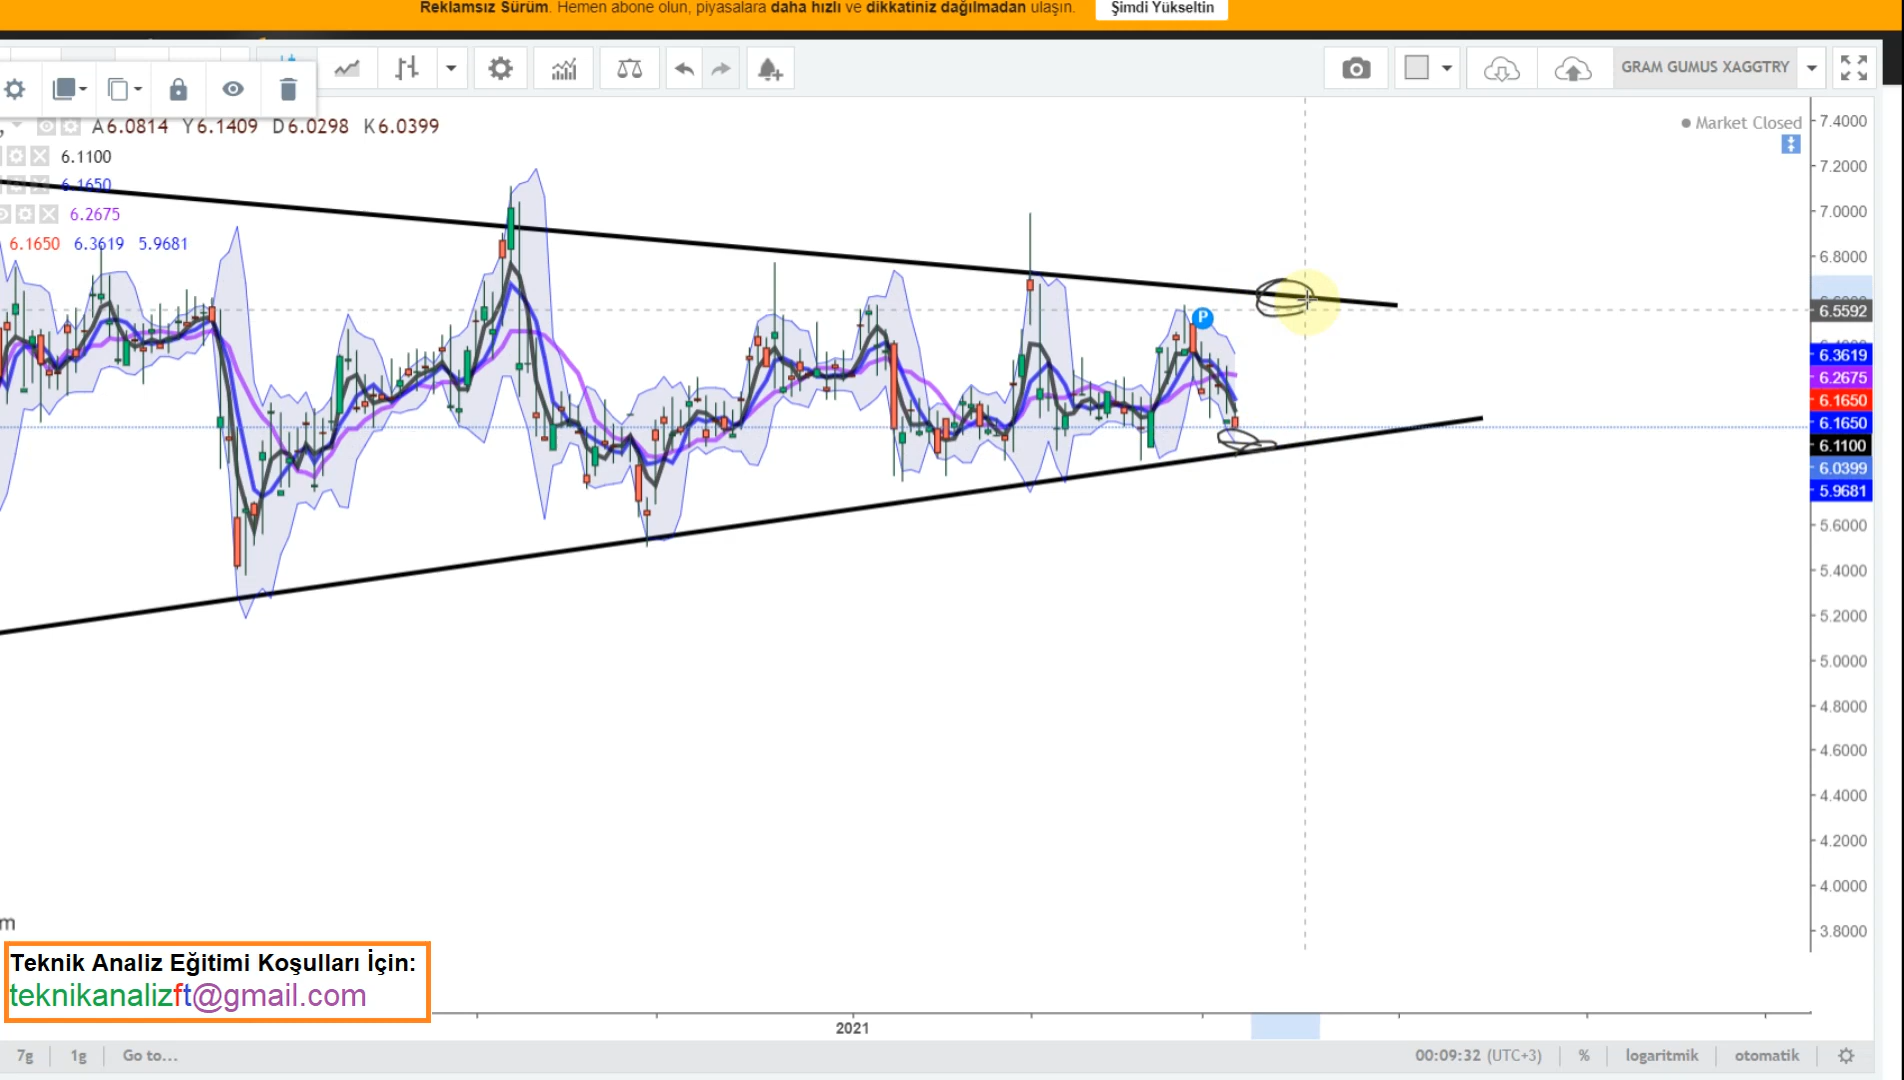 Reklamsız Sürüm. Hemen abone olun, piyasalara daha hızlı ve dikkatiniz dağılmadan ulaşın. Şimdi Yükseltin
GRAM GUMUS XAGGTRY
A6.0814 Y6.1409 D6.0298 K6.0399
Market Closed
6.1100
6.1650
6.2675
6.1650 6.3619 5.9681
P
7.4000
7.2000
7.0000
6.8000
6.5592
6.3619
6.2675
6.1650
6.1650
6.1100
6.0399
5.9681
5.6000
5.4000
5.2000
5.0000
4.8000
4.6000
4.4000
4.2000
4.0000
3.8000
m
Teknik Analiz Eğitimi Koşulları İçin:
teknikanalizft@gmail.com
2021
7g 1g Go to... 00:09:32 (UTC+3) % logaritmik otomatik